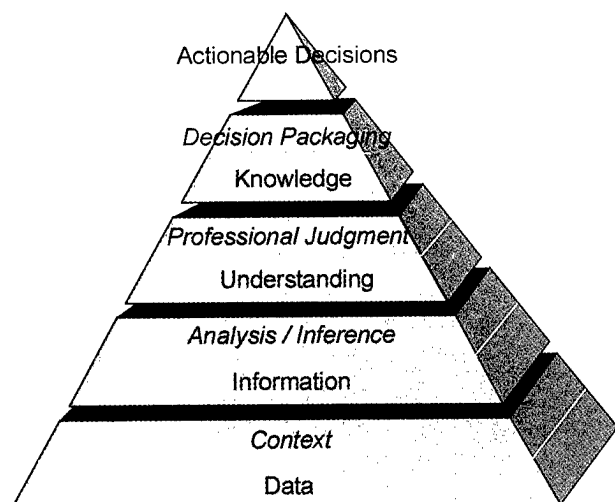 Actionable Decisions
Decision Packaging
Knowledge
Professional Judgment
Understanding
Analysis / Inference
Information
Context
Data